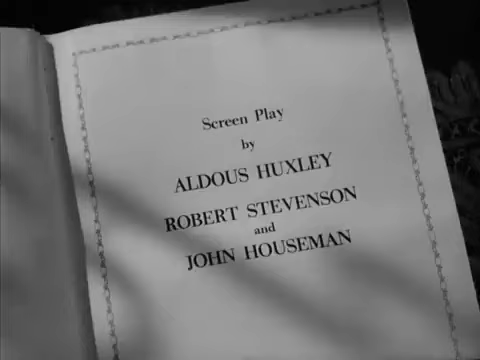 Screen Play
by
ALDOUS HUXLEY
ROBERT STEVENSON
and
JOHN HOUSEMAN